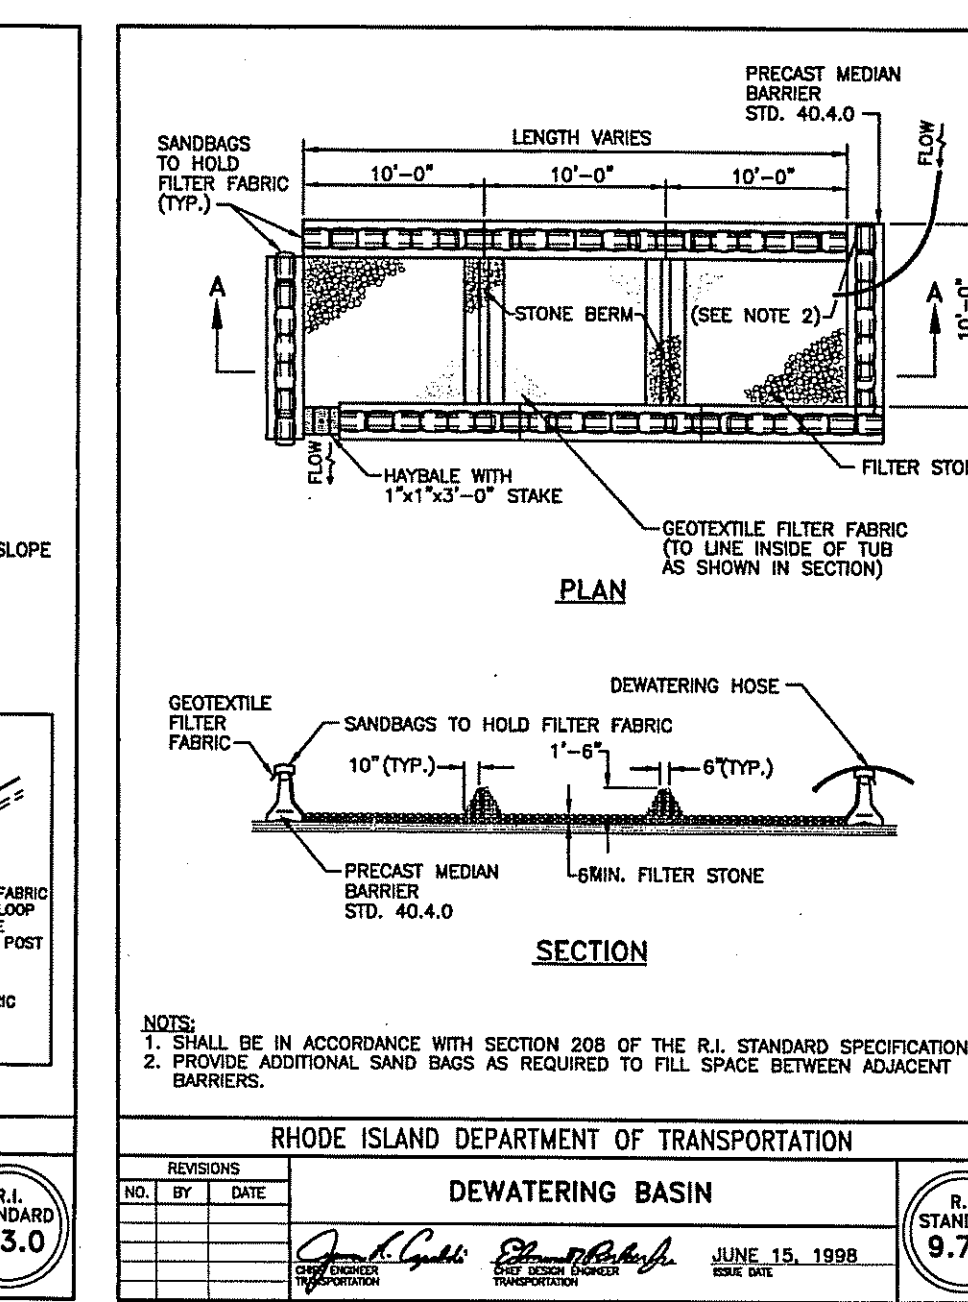 SLOPE
FABRIC
LOOP
POST
R.I.
3.0
PRECAST MEDIAN
BARRIER
STD. 40.4.0
FLOW
SANDBAGS
TO HOLD
FILTER FABRIC
(TYP.)
LENGTH VARIES
10'-0"
10'-0"
10'-0"
A
STONE BERM
(SEE NOTE 2)
A
10'-0"
FLOW
HAYBALE WITH
1"x1"x3'-0" STAKE
FILTER
GEOTEXTILE FILTER FABRIC
(TO LINE INSIDE OF TUB
AS SHOWN IN SECTION)
PLAN
DEWATERING HOSE
GEOTEXTILE
FILTER
FABRIC
SANDBAGS TO HOLD FILTER FABRIC
10" (TYP.)
1'-6"
6"(TYP.)
PRECAST MEDIAN
BARRIER
STD. 40.4.0
6"MIN. FILTER STONE
SECTION
NOTS:
1. SHALL BE IN ACCORDANCE WITH SECTION 208 OF THE R.I. STANDARD SPECIFICATION
2. PROVIDE ADDITIONAL SAND BAGS AS REQUIRED TO FILL SPACE BETWEEN ADJACENT
BARRIERS.
RHODE ISLAND DEPARTMENT OF TRANSPORTATION
REVISIONS
NO. BY DATE
DEWATERING BASIN
CHIEF ENGINEER
TRANSPORTATION
CHIEF DESIGN ENGINEER
TRANSPORTATION
JUNE 15, 1998
ISSUE DATE
R.
9.7